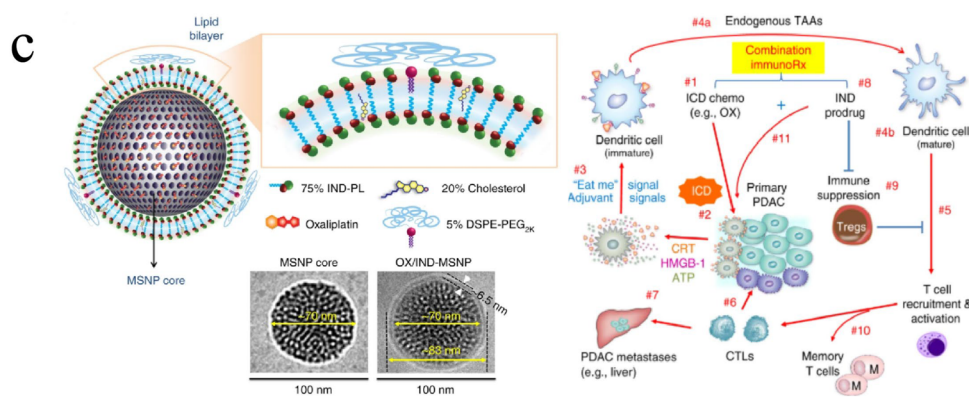 c
Lipid
bilayer
75% IND-PL
20% Cholesterol
Oxaliplatin
5% DSPE-PEG2K
MSNP core
MSNP core
OX/IND-MSNP
~70 nm
~6.5 nm
~70 nm
~83 nm
100 nm
100 nm
#4a
Endogenous TAAs
Combination
immunoRx
#1
#8
ICD chemo
(e.g., OX)
+
IND
prodrug
#11
Dendritic cell
(immature)
#4b
Dendritic cell
(mature)
#3
"Eat me" signal
Adjuvant signals
ICD
#2
Primary
PDAC
Immune
suppression
#9
Tregs
#5
CRT
HMGB-1
ATP
#7
#6
T cell
recruitment &
activation
#10
PDAC metastases
(e.g., liver)
CTLs
Memory
T cells
M
M